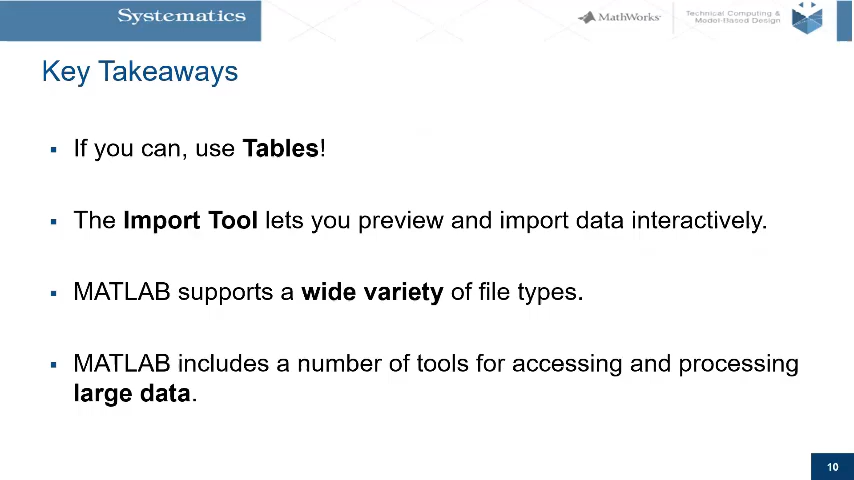 Systematics
MathWorks
Technical Computing &
Model-Based Design
Key Takeaways
▪ If you can, use Tables!
▪ The Import Tool lets you preview and import data interactively.
▪ MATLAB supports a wide variety of file types.
▪ MATLAB includes a number of tools for accessing and processing
large data.
10